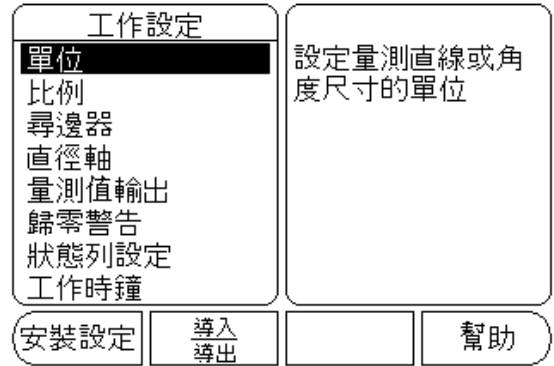 工作設定
單位
比例
尋邊器
直徑軸
量測值輸出
歸零警告
狀態列設定
工作時鐘
設定量測直線或角
度尺寸的單位
安裝設定
導入
導出
幫助